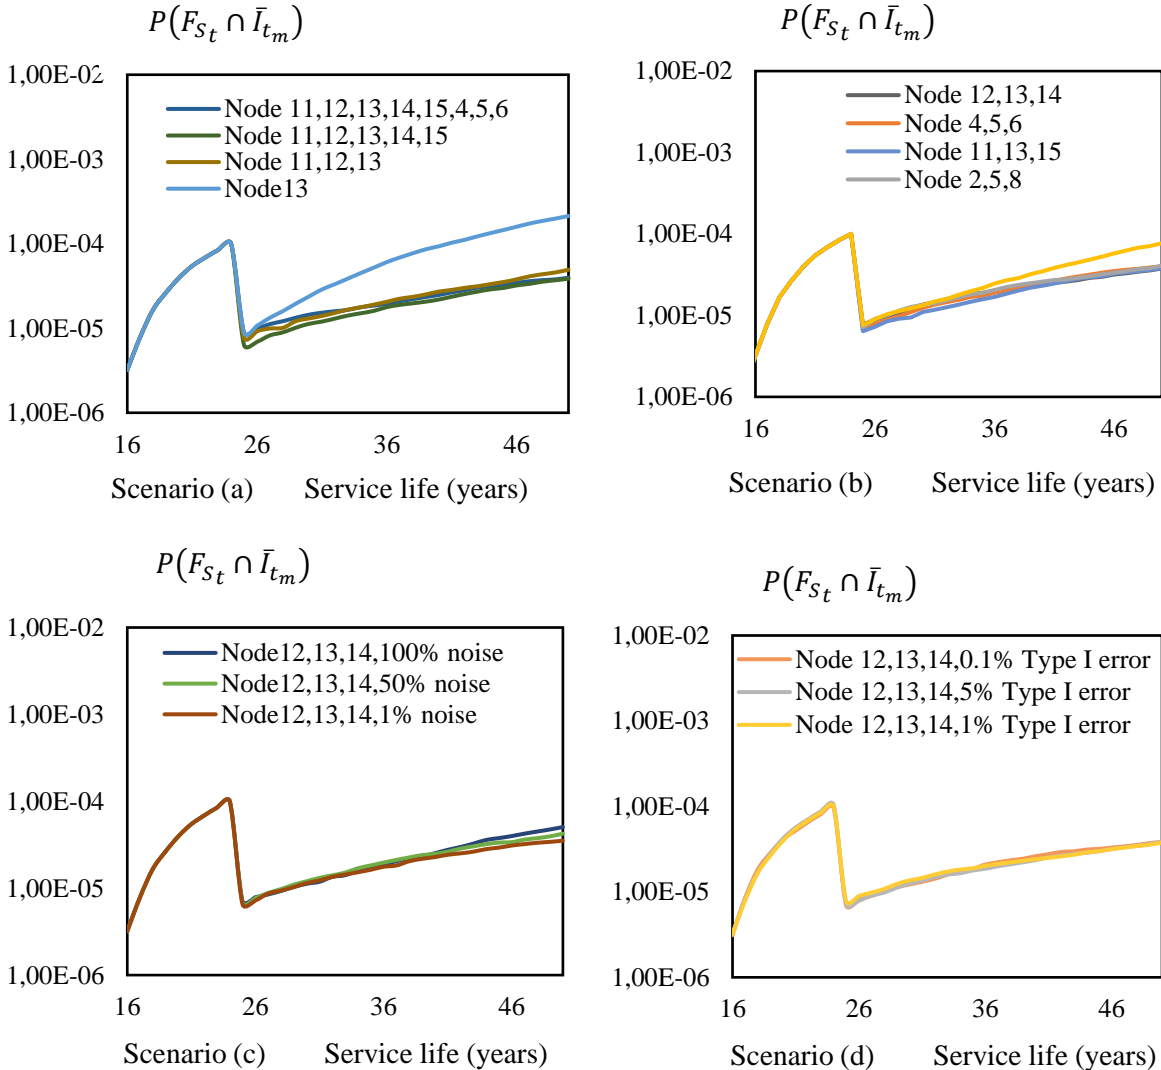 P(F_{S_t} ∩ Ī_{t_m})
1,00E-02
1,00E-03
1,00E-04
1,00E-05
1,00E-06
Node 11,12,13,14,15,4,5,6
Node 11,12,13,14,15
Node 11,12,13
Node13
16 26 36 46
Scenario (a) Service life (years)
P(F_{S_t} ∩ Ī_{t_m})
1,00E-02
1,00E-03
1,00E-04
1,00E-05
1,00E-06
Node 12,13,14
Node 4,5,6
Node 11,13,15
Node 2,5,8
16 26 36 46
Scenario (b) Service life (years)
P(F_{S_t} ∩ Ī_{t_m})
1,00E-02
1,00E-03
1,00E-04
1,00E-05
1,00E-06
Node12,13,14,100% noise
Node12,13,14,50% noise
Node12,13,14,1% noise
16 26 36 46
Scenario (c) Service life (years)
P(F_{S_t} ∩ Ī_{t_m})
1,00E-02
1,00E-03
1,00E-04
1,00E-05
1,00E-06
Node 12,13,14,0.1% Type I error
Node 12,13,14,5% Type I error
Node 12,13,14,1% Type I error
16 26 36 46
Scenario (d) Service life (years)